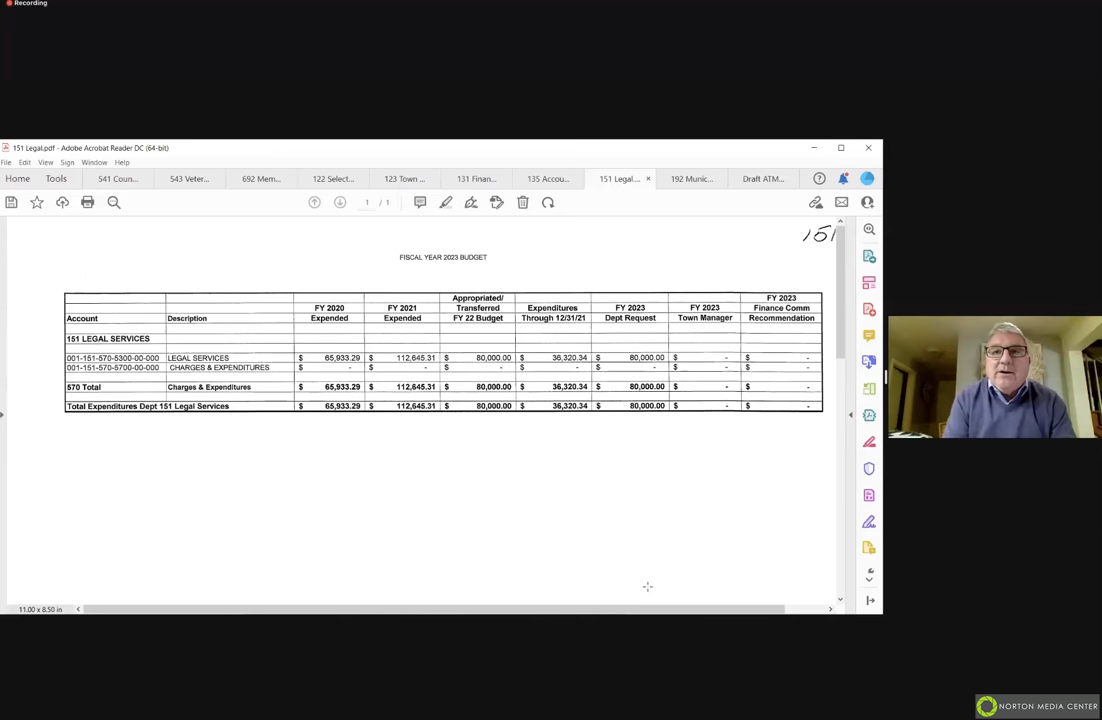 Recording
151 Legal.pdf - Adobe Acrobat Reader DC (64-bit)
File Edit View Sign Window Help
Home Tools 541 Coun... 543 Veter... 692 Mem... 122 Select... 123 Town ... 131 Finan... 135 Accou... 151 Legal.... × 192 Munic... Draft ATM...
1 / 1
151
FISCAL YEAR 2023 BUDGET
Account Description FY 2020 Expended FY 2021 Expended Appropriated/ Transferred FY 22 Budget Expenditures Through 12/31/21 FY 2023 Dept Request FY 2023 Town Manager FY 2023 Finance Comm Recommendation
151 LEGAL SERVICES
001-151-570-5300-00-000 LEGAL SERVICES $ 65,933.29 $ 112,645.31 $ 80,000.00 $ 36,320.34 $ 80,000.00 $ - $ -
001-151-570-5700-00-000 CHARGES & EXPENDITURES $ - $ - $ - $ - $ - $ - $ -
570 Total Charges & Expenditures $ 65,933.29 $ 112,645.31 $ 80,000.00 $ 36,320.34 $ 80,000.00 $ - $ -
Total Expenditures Dept 151 Legal Services $ 65,933.29 $ 112,645.31 $ 80,000.00 $ 36,320.34 $ 80,000.00 $ - $ -
11.00 x 8.50 in
NORTON MEDIA CENTER